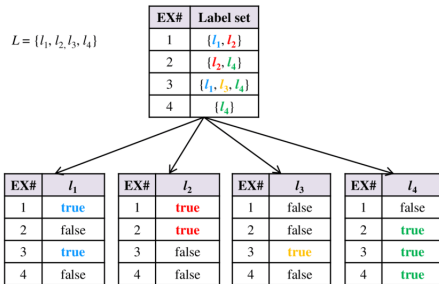 EX# Label set
L = {l₁, l₂, l₃, l₄}
1 {l₁, l₂}
2 {l₂, l₄}
3 {l₁, l₃, l₄}
4 {l₄}
EX# l₁ EX# l₂ EX# l₃ EX# l₄
1 true 1 true 1 false 1 false
2 false 2 true 2 false 2 true
3 true 3 false 3 true 3 true
4 false 4 false 4 false 4 true